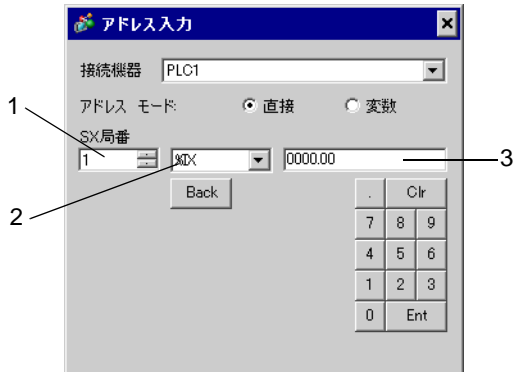 アドレス入力
接続機器 PLC1
アドレス モード: 直接 変数
1
SX局番
1 %IX 0000.00
3
Back . Clr
2
7 8 9
4 5 6
1 2 3
0 Ent